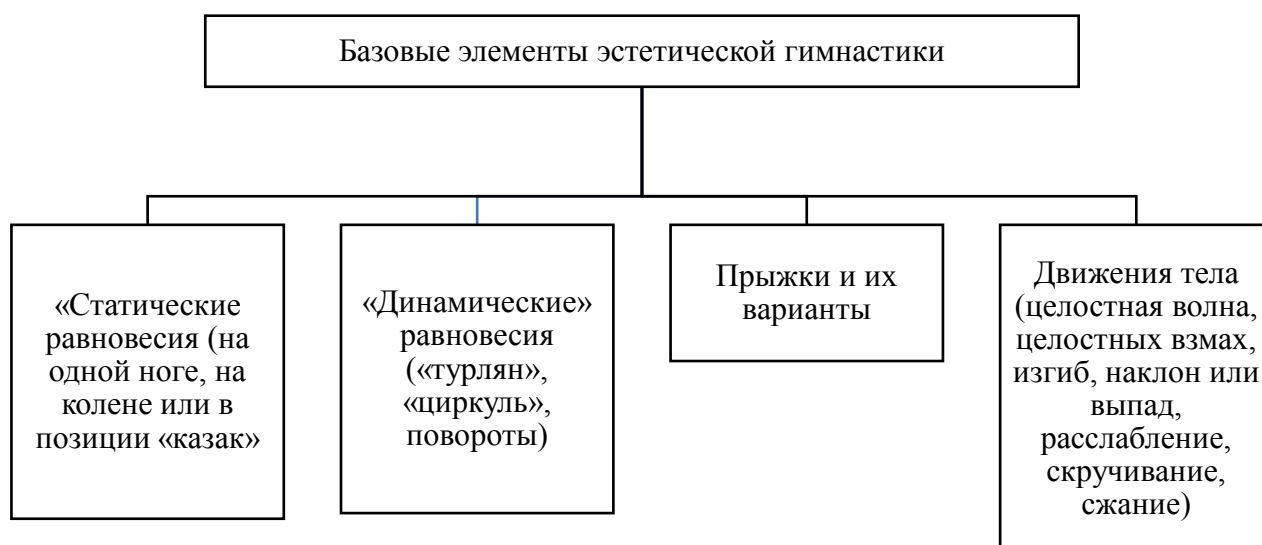 Базовые элементы эстетической гимнастики
«Статические
равновесия (на
одной ноге, на
колене или в
позиции «казак»
«Динамические»
равновесия
(«турлян»,
«циркуль»,
повороты)
Прыжки и их
варианты
Движения тела
(целостная волна,
целостных взмах,
изгиб, наклон или
выпад,
расслабление,
скручивание,
сжание)